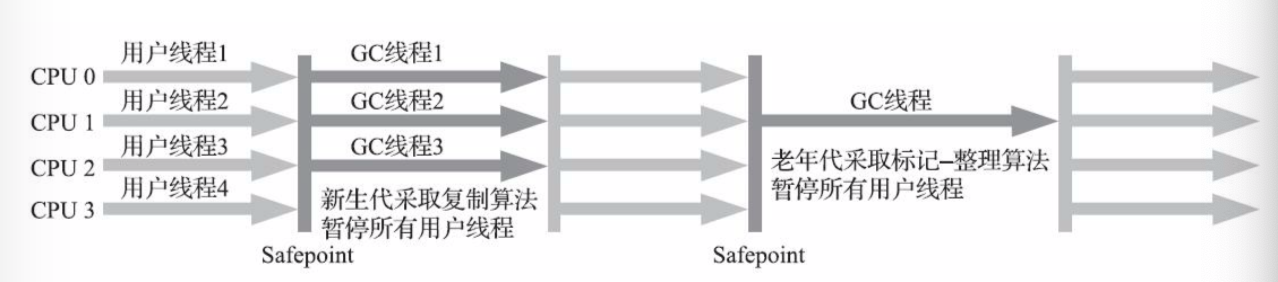 用户线程1
GC线程1
CPU 0
用户线程2
GC线程2
GC线程
CPU 1
用户线程3
GC线程3
CPU 2
老年代采取标记–整理算法
暂停所有用户线程
用户线程4
CPU 3
新生代采取复制算法
暂停所有用户线程
Safepoint
Safepoint